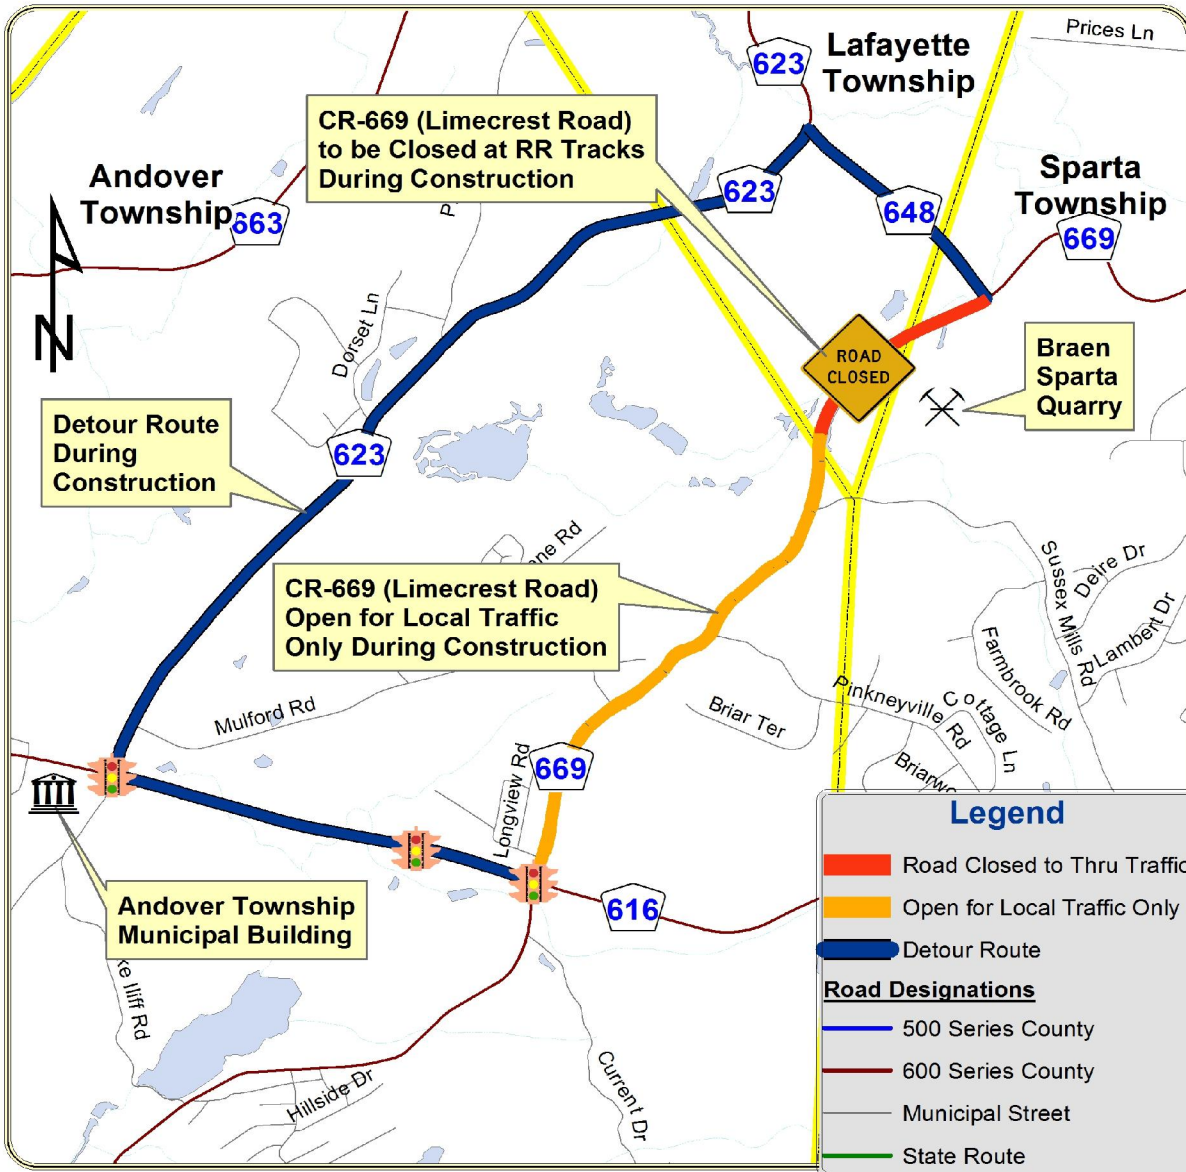 Prices Ln
623
Lafayette
Township
CR-669 (Limecrest Road)
to be Closed at RR Tracks
During Construction
Andover
Township
663
623
648
Sparta
Township
669
N
Dorset Ln
ROAD
CLOSED
Braen
Sparta
Quarry
Detour Route
During
Construction
623
CR-669 (Limecrest Road)
Open for Local Traffic
Only During Construction
Sussex Mills Rd
Deire Dr
Lambert Dr
Farmbrook Rd
Mulford Rd
Briar Ter
Pinkneyville Rd
Cottage Ln
Longview Rd
669
616
Andover Township
Municipal Building
Iliff Rd
Hillside Dr
Current Dr
Legend
Road Closed to Thru Traffic
Open for Local Traffic Only
Detour Route
Road Designations
500 Series County
600 Series County
Municipal Street
State Route